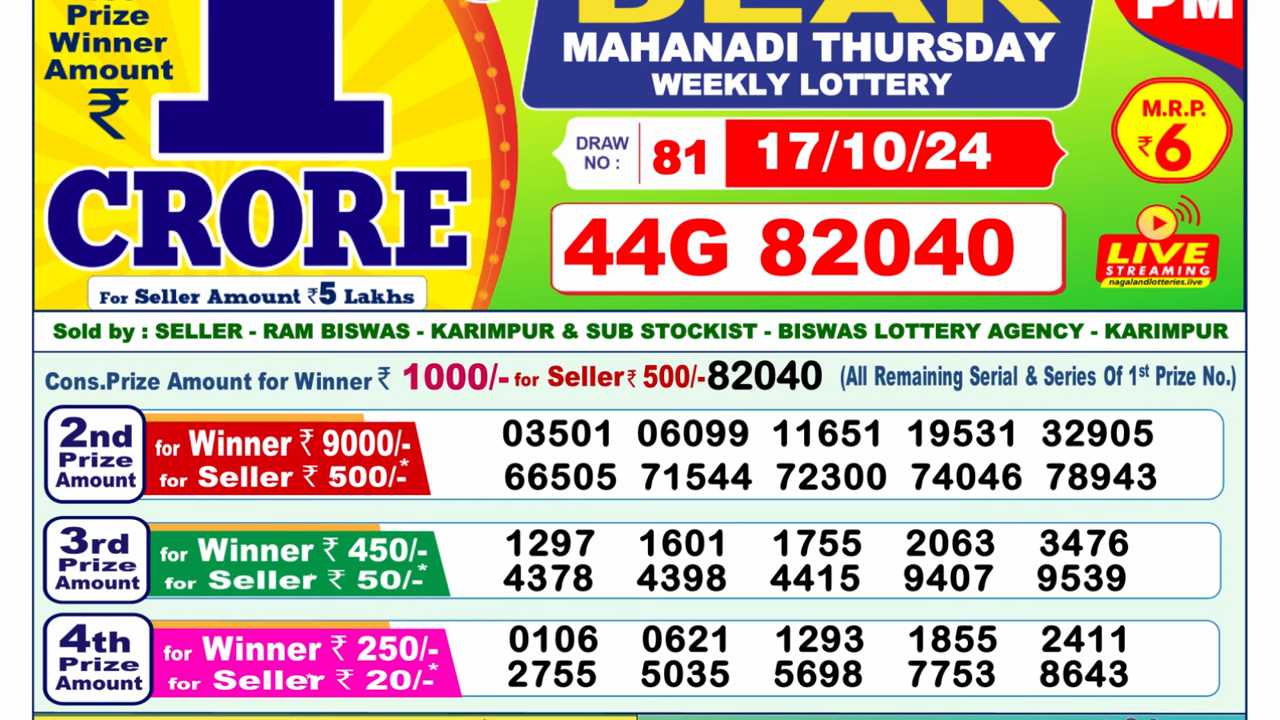 Prize
Winner
Amount
₹
1
CRORE
For Seller Amount ₹5 Lakhs
DEAR
MAHANADI THURSDAY
WEEKLY LOTTERY
PM
M.R.P.
₹6
DRAW
NO :
81
17/10/24
44G 82040
LIVE
STREAMING
nagalandlotteries.live
Sold by : SELLER - RAM BISWAS - KARIMPUR & SUB STOCKIST - BISWAS LOTTERY AGENCY - KARIMPUR
Cons.Prize Amount for Winner ₹ 1000/- for Seller ₹ 500/- 82040 (All Remaining Serial & Series Of 1st Prize No.)
2nd
Prize
Amount
for Winner ₹ 9000/-
for Seller ₹ 500/-*
03501 06099 11651 19531 32905
66505 71544 72300 74046 78943
3rd
Prize
Amount
for Winner ₹ 450/-
for Seller ₹ 50/-*
1297 1601 1755 2063 3476
4378 4398 4415 9407 9539
4th
Prize
Amount
for Winner ₹ 250/-
for Seller ₹ 20/-*
0106 0621 1293 1855 2411
2755 5035 5698 7753 8643